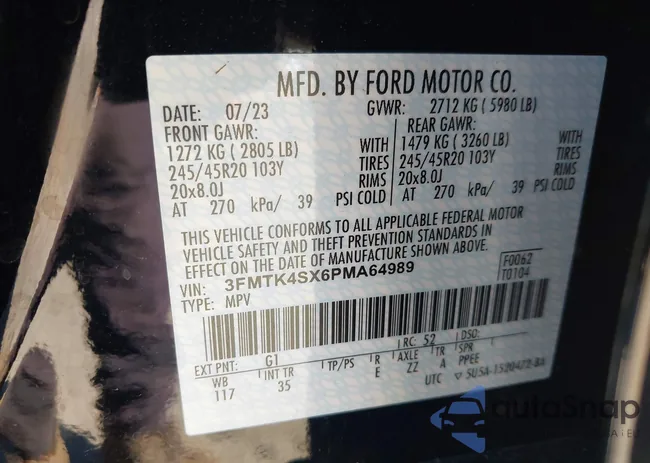 MFD. BY FORD MOTOR CO.
DATE: 07/23 GVWR: 2712 KG ( 5980 LB)
FRONT GAWR: REAR GAWR:
1272 KG ( 2805 LB) WITH 1479 KG ( 3260 LB) WITH
245/45R20 103Y TIRES 245/45R20 103Y TIRES
20x8.0J RIMS 20x8.0J RIMS
AT 270 kPa/ 39 PSI COLD AT 270 kPa/ 39 PSI COLD
THIS VEHICLE CONFORMS TO ALL APPLICABLE FEDERAL MOTOR
VEHICLE SAFETY AND THEFT PREVENTION STANDARDS IN
EFFECT ON THE DATE OF MANUFACTURE SHOWN ABOVE.
VIN: 3FMTK4SX6PMA64989 F0062
TYPE: MPV T0104
EXT PNT: G1 RC: 52 DSO:
WB INT TR TP/PS R AXLE TR SPR
117 35 E ZZ A PPEE
UTC
autoSnap